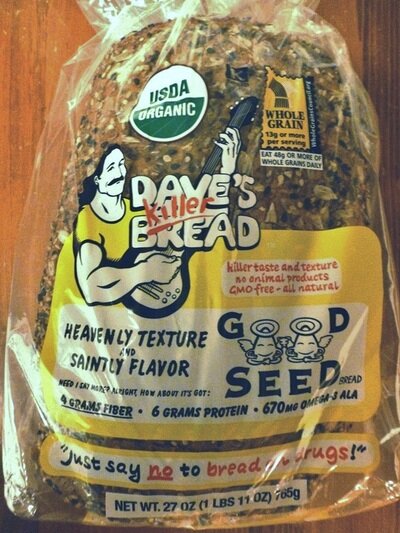 USDA
ORGANIC
WHOLE
GRAIN
13g or more
per serving
WholeGrainsCouncil.org
EAT 48g OR MORE OF
WHOLE GRAINS DAILY
DAVE'S
Killer
BREAD
killer taste and texture
no animal products
GMO free - all natural
HEAVENLY TEXTURE
AND
SAINTLY FLAVOR
GOOD
SEED BREAD
NEED I SAY MORE? ALRIGHT, HOW ABOUT IT'S GOT:
4 GRAMS FIBER • 6 GRAMS PROTEIN • 670MG OMEGA-3 ALA
"Just say no to bread on drugs!"
NET WT. 27 OZ (1 LBS 11 OZ) 765g